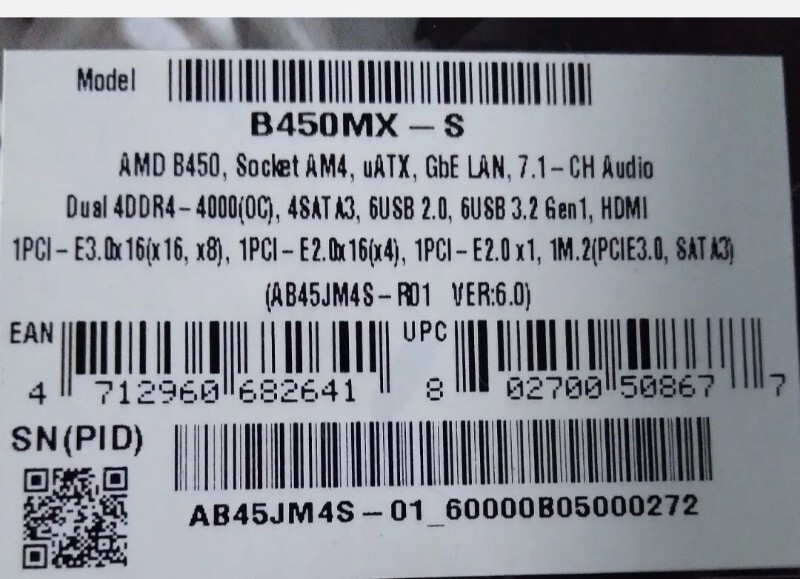 Model
B450MX-S
AMD B450, Socket AM4, uATX, GbE LAN, 7.1-CH Audio
Dual 4DDR4-4000(OC), 4SATA3, 6USB 2.0, 6USB 3.2 Gen1, HDMI
1PCI-E3.0x16(x16, x8), 1PCI-E2.0x16(x4), 1PCI-E2.0x1, 1M.2(PCIE3.0, SATA3)
(AB45JM4S-R01 VER:6.0)
EAN 4 712960 682641 UPC 8 02700 50867 7
SN(PID)
AB45JM4S-01_60000B05000272